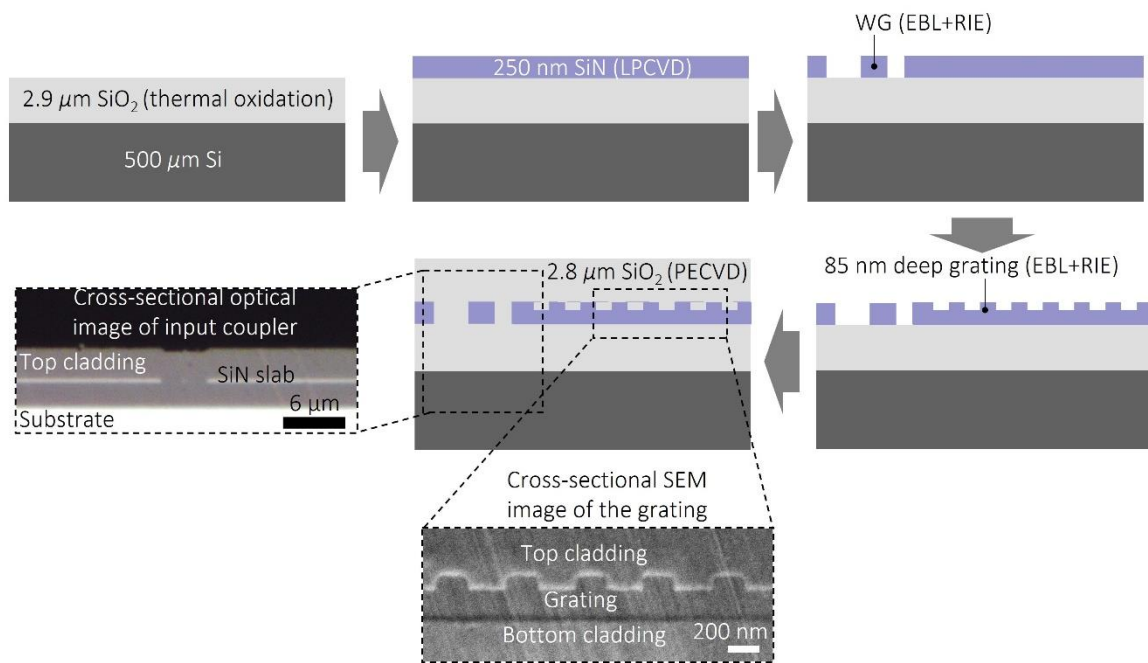 WG (EBL+RIE)
2.9 μm SiO₂ (thermal oxidation)
500 μm Si
250 nm SiN (LPCVD)
85 nm deep grating (EBL+RIE)
2.8 μm SiO₂ (PECVD)
Cross-sectional optical
image of input coupler
Top cladding
SiN slab
6 μm
Substrate
Cross-sectional SEM
image of the grating
Top cladding
Grating
Bottom cladding
200 nm